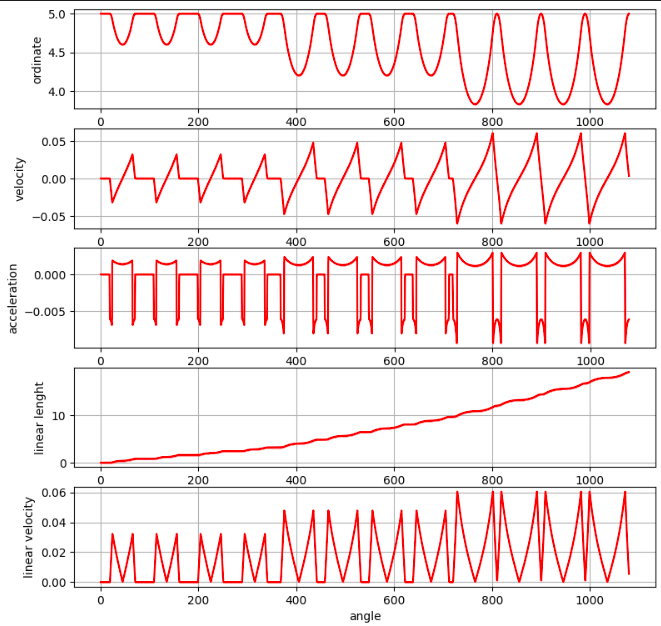 5.0
4.5
4.0
ordinate
0 200 400 600 800 1000
0.05
0.00
−0.05
velocity
0 200 400 600 800 1000
0.000
−0.005
acceleration
0 200 400 600 800 1000
10
0
linear lenght
0 200 400 600 800 1000
0.06
0.04
0.02
0.00
linear velocity
0 200 400 600 800 1000
angle